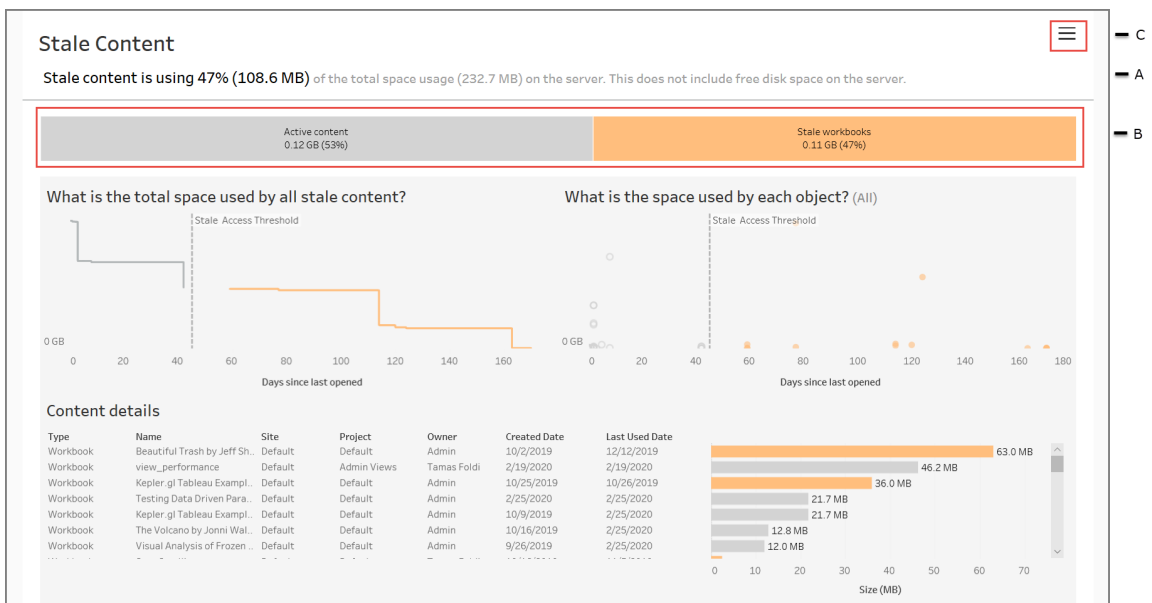 Stale Content
C
Stale content is using 47% (108.6 MB) of the total space usage (232.7 MB) on the server. This does not include free disk space on the server.
A
Active content
0.12 GB (53%)
Stale workbooks
0.11 GB (47%)
B
What is the total space used by all stale content?
Stale Access Threshold
0 GB
0 20 40 60 80 100 120 140 160
Days since last opened
What is the space used by each object? (All)
Stale Access Threshold
0 GB
0 20 40 60 80 100 120 140 160 180
Days since last opened
Content details
Type Name Site Project Owner Created Date Last Used Date
Workbook Beautiful Trash by Jeff Sh.. Default Default Admin 10/2/2019 12/12/2019 63.0 MB
Workbook view_performance Default Admin Views Tamas Foldi 2/19/2020 2/19/2020 46.2 MB
Workbook Kepler.gl Tableau Exampl.. Default Default Admin 10/25/2019 10/26/2019 36.0 MB
Workbook Testing Data Driven Para.. Default Default Admin 2/25/2020 2/25/2020 21.7 MB
Workbook Kepler.gl Tableau Exampl.. Default Default Admin 10/9/2019 2/25/2020 21.7 MB
Workbook The Volcano by Jonni Wal.. Default Default Admin 10/16/2019 2/25/2020 12.8 MB
Workbook Visual Analysis of Frozen .. Default Default Admin 9/26/2019 2/25/2020 12.0 MB
0 10 20 30 40 50 60 70
Size (MB)